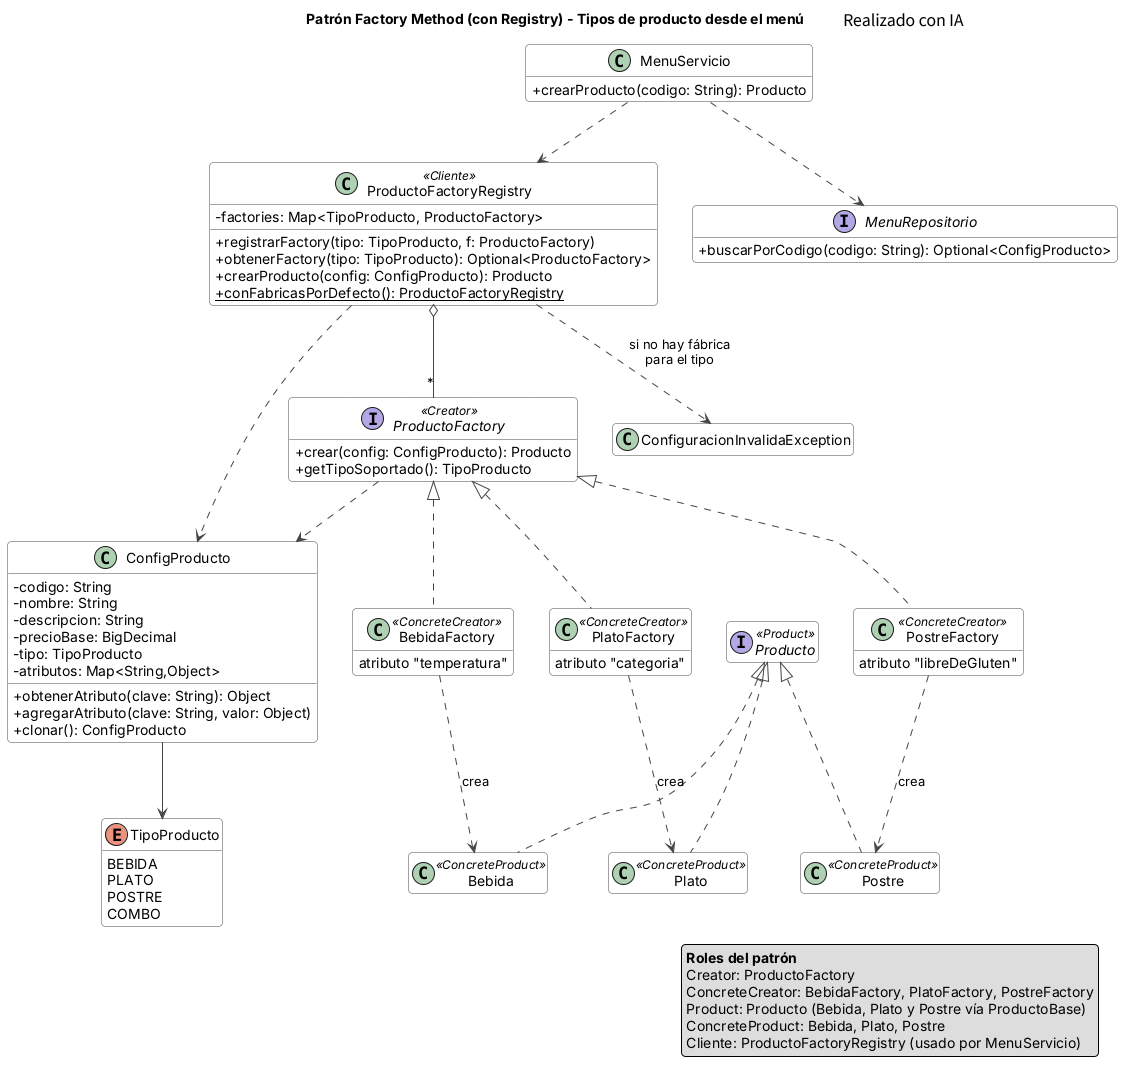 Patrón Factory Method (con Registry) - Tipos de producto desde el menú
Realizado con IA
C MenuServicio
+crearProducto(codigo: String): Producto
«Cliente»
C ProductoFactoryRegistry
-factories: Map<TipoProducto, ProductoFactory>
+registrarFactory(tipo: TipoProducto, f: ProductoFactory)
+obtenerFactory(tipo: TipoProducto): Optional<ProductoFactory>
+crearProducto(config: ConfigProducto): Producto
+conFabricasPorDefecto(): ProductoFactoryRegistry
I MenuRepositorio
+buscarPorCodigo(codigo: String): Optional<ConfigProducto>
si no hay fábrica
para el tipo
*
«Creator»
I ProductoFactory
+crear(config: ConfigProducto): Producto
+getTipoSoportado(): TipoProducto
C ConfiguracionInvalidaException
C ConfigProducto
-codigo: String
-nombre: String
-descripcion: String
-precioBase: BigDecimal
-tipo: TipoProducto
-atributos: Map<String,Object>
+obtenerAtributo(clave: String): Object
+agregarAtributo(clave: String, valor: Object)
+clonar(): ConfigProducto
«ConcreteCreator»
C BebidaFactory
atributo "temperatura"
«ConcreteCreator»
C PlatoFactory
atributo "categoria"
«Product»
I Producto
«ConcreteCreator»
C PostreFactory
atributo "libreDeGluten"
crea
crea
crea
E TipoProducto
BEBIDA
PLATO
POSTRE
COMBO
«ConcreteProduct»
C Bebida
«ConcreteProduct»
C Plato
«ConcreteProduct»
C Postre
Roles del patrón
Creator: ProductoFactory
ConcreteCreator: BebidaFactory, PlatoFactory, PostreFactory
Product: Producto (Bebida, Plato y Postre vía ProductoBase)
ConcreteProduct: Bebida, Plato, Postre
Cliente: ProductoFactoryRegistry (usado por MenuServicio)